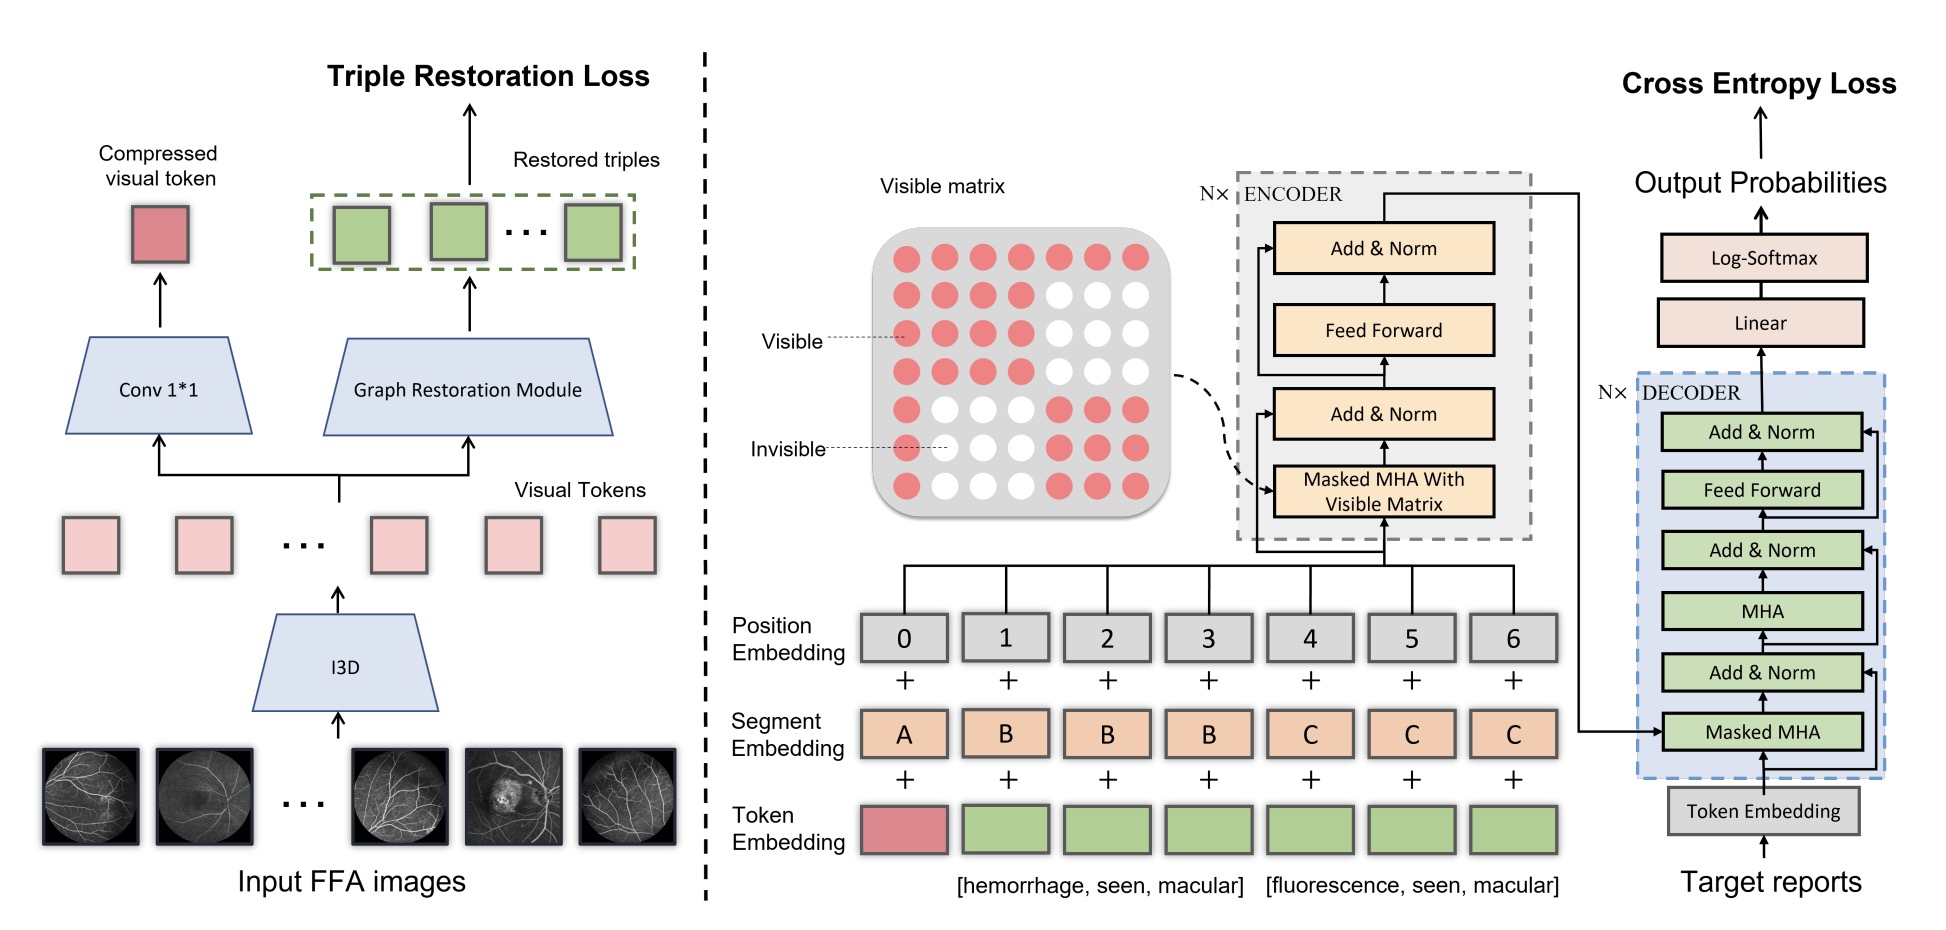 Triple Restoration Loss
Compressed
visual token
Restored triples
Conv 1*1
Graph Restoration Module
Visual Tokens
I3D
Input FFA images
Visible matrix
Visible
Invisible
N× ENCODER
Add & Norm
Feed Forward
Add & Norm
Masked MHA With
Visible Matrix
Position
Embedding
0 1 2 3 4 5 6
+ + + + + + +
Segment
Embedding
A B B B C C C
+ + + + + + +
Token
Embedding
[hemorrhage, seen, macular] [fluorescence, seen, macular]
Cross Entropy Loss
Output Probabilities
Log-Softmax
Linear
N× DECODER
Add & Norm
Feed Forward
Add & Norm
MHA
Add & Norm
Masked MHA
Token Embedding
Target reports